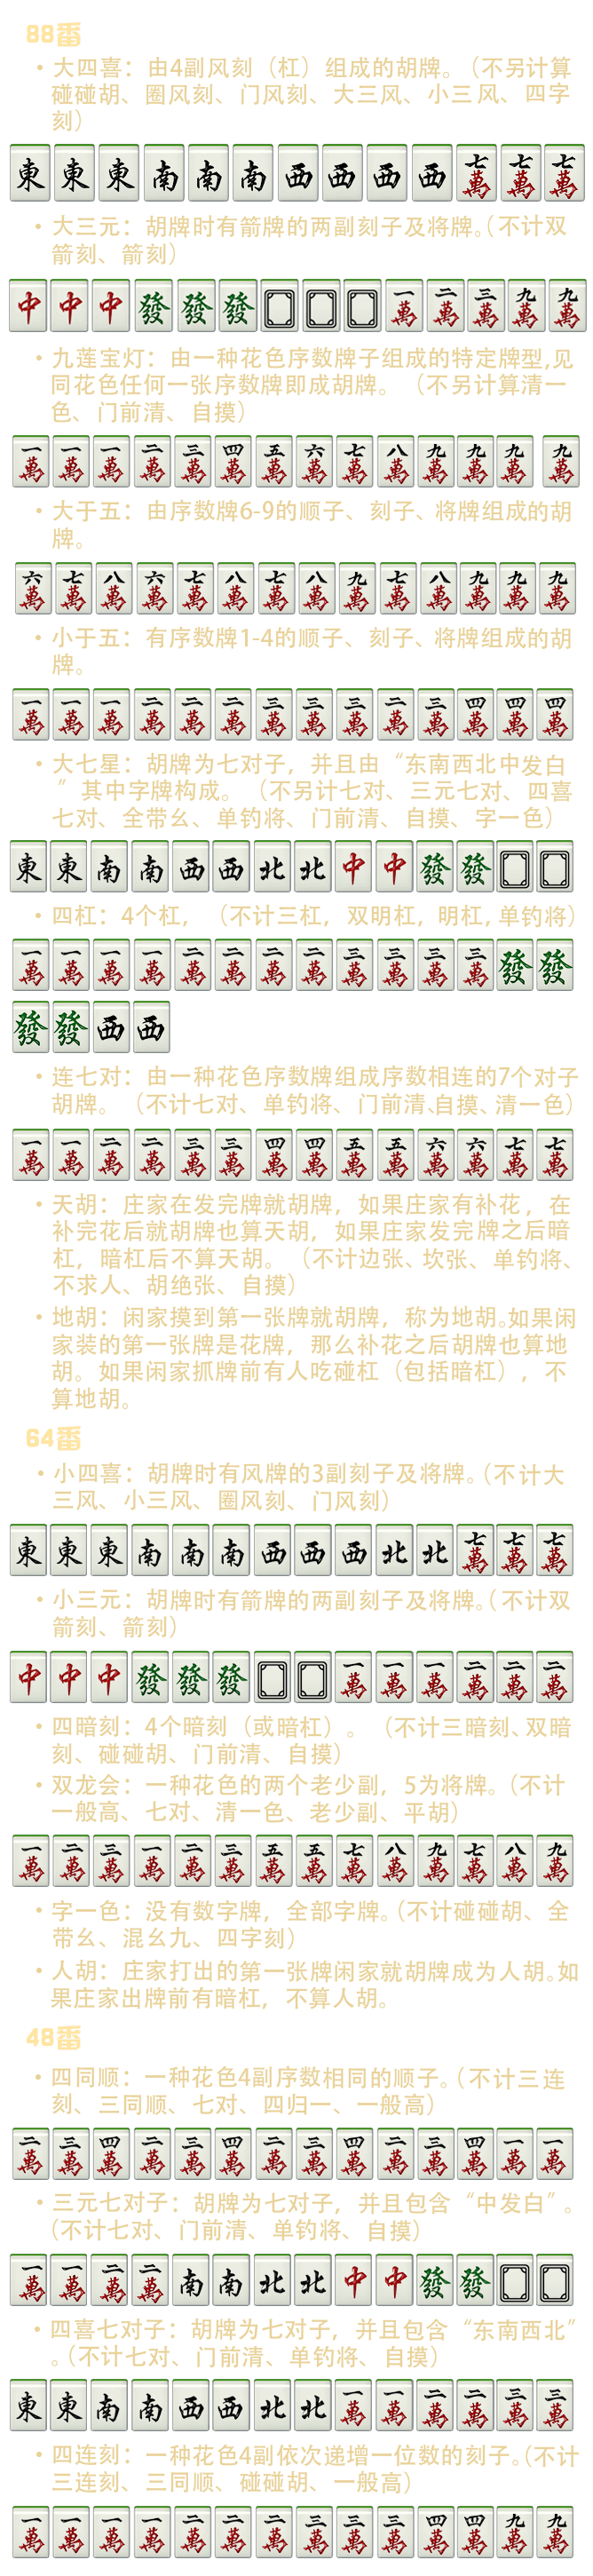 88番
• 大四喜：由4副风刻（杠）组成的胡牌。（不另计算
碰碰胡、圈风刻、门风刻、大三风、小三风、四字
刻）
東 東 東 南 南 南 西 西 西 西 七萬 七萬 七萬
• 大三元：胡牌时有箭牌的两副刻子及将牌。（不计双
箭刻、箭刻）
中 中 中 發 發 發 一萬 二萬 三萬 九萬 九萬
• 九莲宝灯：由一种花色序数牌子组成的特定牌型,见
同花色任何一张序数牌即成胡牌。（不另计算清一
色、门前清、自摸）
一萬 一萬 一萬 二萬 三萬 四萬 五萬 六萬 七萬 八萬 九萬 九萬 九萬 九萬
• 大于五：由序数牌6-9的顺子、刻子、将牌组成的胡
牌。
六萬 七萬 八萬 六萬 七萬 八萬 七萬 八萬 九萬 七萬 八萬 九萬 九萬 九萬
• 小于五：有序数牌1-4的顺子、刻子、将牌组成的胡
牌。
一萬 一萬 一萬 二萬 二萬 二萬 三萬 三萬 三萬 二萬 三萬 四萬 四萬 四萬
• 大七星：胡牌为七对子，并且由“东南西北中发白
”其中字牌构成。（不另计七对、三元七对、四喜
七对、全带幺、单钓将、门前清、自摸、字一色）
東 東 南 南 西 西 北 北 中 中 發 發
• 四杠：4个杠，（不计三杠，双明杠，明杠，单钓将）
一萬 一萬 一萬 一萬 二萬 二萬 二萬 二萬 三萬 三萬 三萬 三萬 發 發
發 發 西 西
• 连七对：由一种花色序数牌组成序数相连的7个对子
胡牌。（不计七对、单钓将、门前清、自摸、清一色）
一萬 一萬 二萬 二萬 三萬 三萬 四萬 四萬 五萬 五萬 六萬 六萬 七萬 七萬
• 天胡：庄家在发完牌就胡牌，如果庄家有补花，在
补完花后就胡牌也算天胡，如果庄家发完牌之后暗
杠，暗杠后不算天胡。（不计边张、坎张、单钓将、
不求人、胡绝张、自摸）
• 地胡：闲家摸到第一张牌就胡牌，称为地胡。如果闲
家装的第一张牌是花牌，那么补花之后胡牌也算地
胡。如果闲家抓牌前有人吃碰杠（包括暗杠），不
算地胡。
64番
• 小四喜：胡牌时有风牌的3副刻子及将牌。（不计大
三风、小三风、圈风刻、门风刻）
東 東 東 南 南 南 西 西 西 北 北 七萬 七萬 七萬
• 小三元：胡牌时有箭牌的两副刻子及将牌。（不计双
箭刻、箭刻）
中 中 中 發 發 發 一萬 一萬 一萬 二萬 二萬 二萬
• 四暗刻：4个暗刻（或暗杠）。（不计三暗刻、双暗
刻、碰碰胡、门前清、自摸）
• 双龙会：一种花色的两个老少副，5为将牌。（不计
一般高、七对、清一色、老少副、平胡）
一萬 二萬 三萬 一萬 二萬 三萬 五萬 五萬 七萬 八萬 九萬 七萬 八萬 九萬
• 字一色：没有数字牌，全部字牌。（不计碰碰胡、全
带幺、混幺九、四字刻）
• 人胡：庄家打出的第一张牌闲家就胡牌成为人胡。如
果庄家出牌前有暗杠，不算人胡。
48番
• 四同顺：一种花色4副序数相同的顺子。（不计三连
刻、三同顺、七对、四归一、一般高）
二萬 三萬 四萬 二萬 三萬 四萬 二萬 三萬 四萬 二萬 三萬 四萬 一萬 一萬
• 三元七对子：胡牌为七对子，并且包含“中发白”。
（不计七对、门前清、单钓将、自摸）
一萬 一萬 二萬 二萬 南 南 北 北 中 中 發 發
• 四喜七对子：胡牌为七对子，并且包含“东南西北”
。（不计七对、门前清、单钓将、自摸）
東 東 南 南 西 西 北 北 一萬 一萬 二萬 二萬 三萬 三萬
• 四连刻：一种花色4副依次递增一位数的刻子。（不计
三连刻、三同顺、碰碰胡、一般高）
一萬 一萬 一萬 一萬 二萬 二萬 二萬 三萬 三萬 三萬 四萬 四萬 九萬 九萬